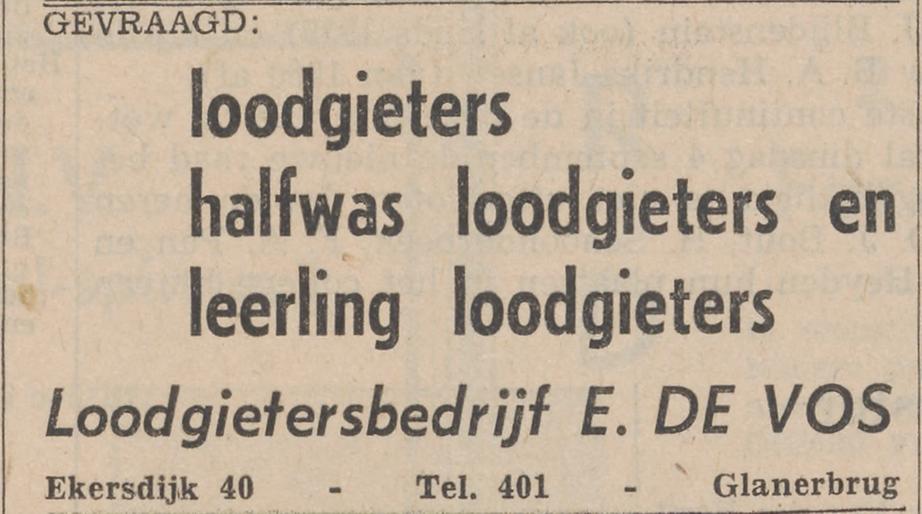 GEVRAAGD:
loodgieters
halfwas loodgieters en
leerling loodgieters
Loodgietersbedrijf E. DE VOS
Ekersdijk 40 - Tel. 401 - Glanerbrug